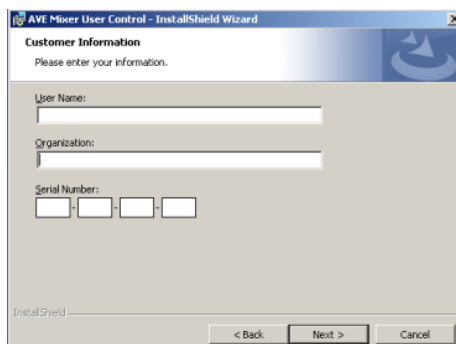 AVE Mixer User Control - InstallShield Wizard
Customer Information
Please enter your information.
User Name:
Organization:
Serial Number:
- - -
InstallShield
< Back Next > Cancel